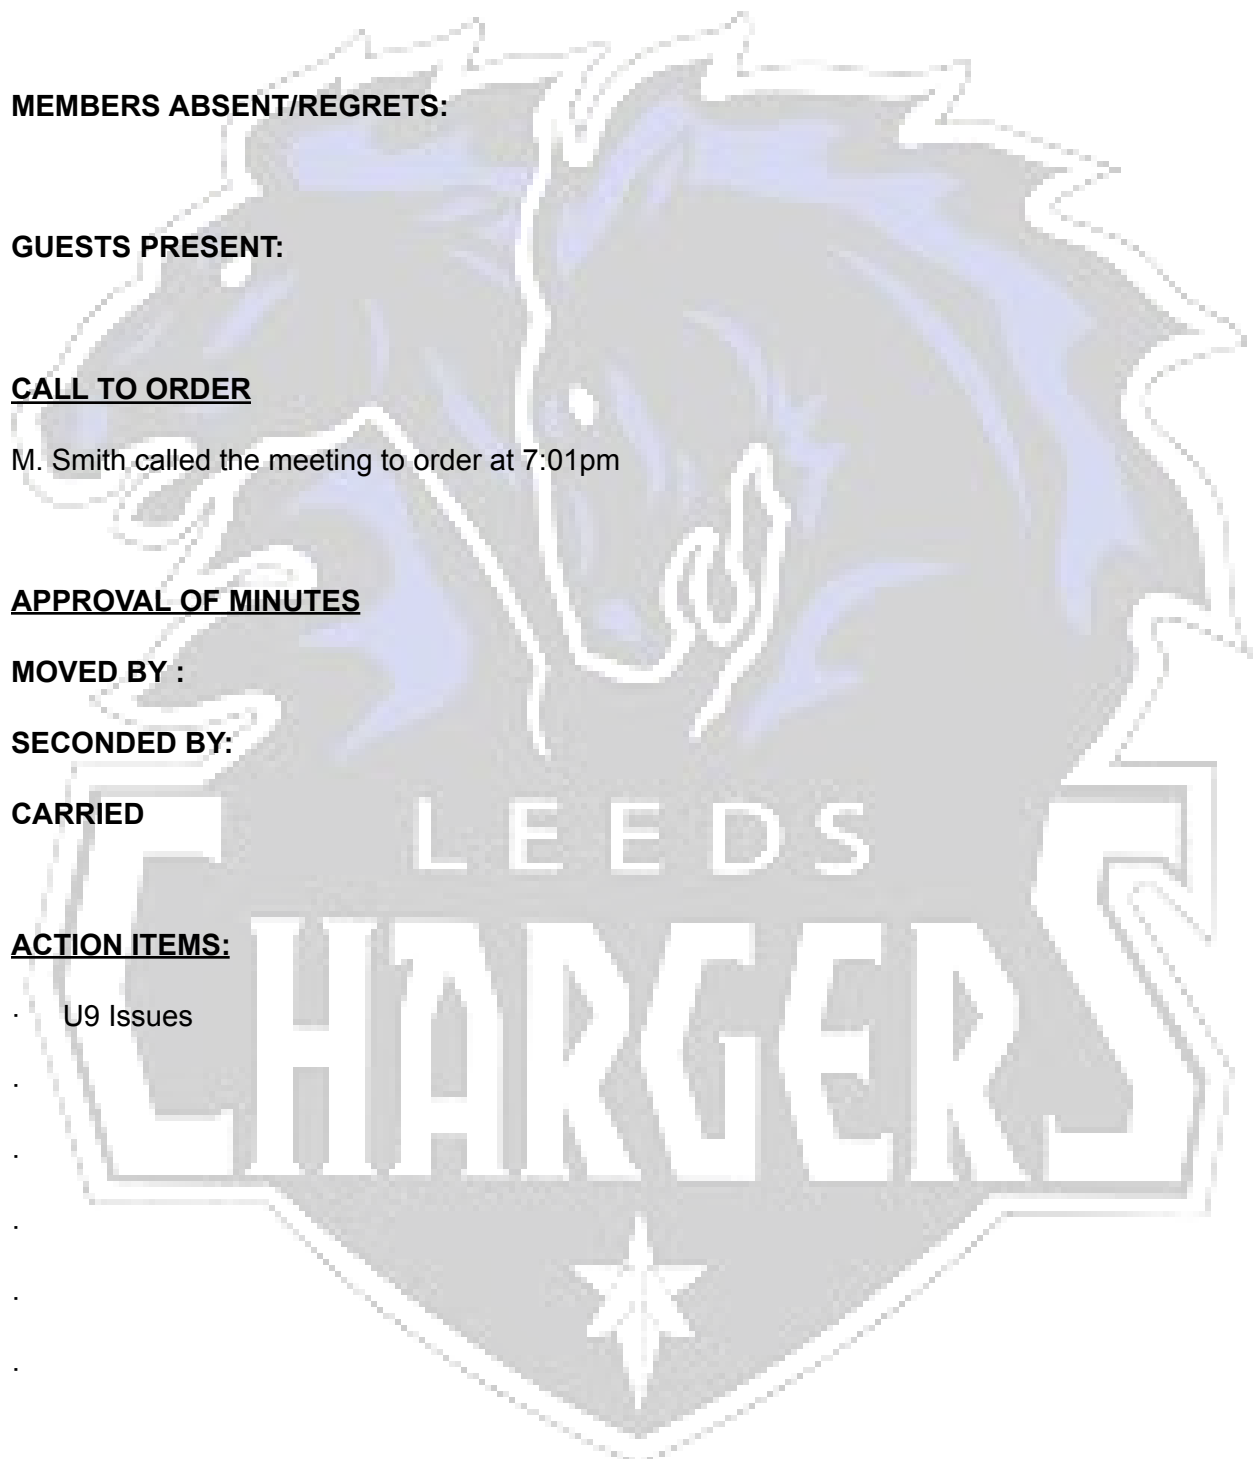 MEMBERS ABSENT/REGRETS:
GUESTS PRESENT:
CALL TO ORDER
M. Smith called the meeting to order at 7:01pm
APPROVAL OF MINUTES
MOVED BY :
SECONDED BY:
CARRIED
LEEDS
CHARGERS
ACTION ITEMS:
· U9 Issues
·
·
·
·
·